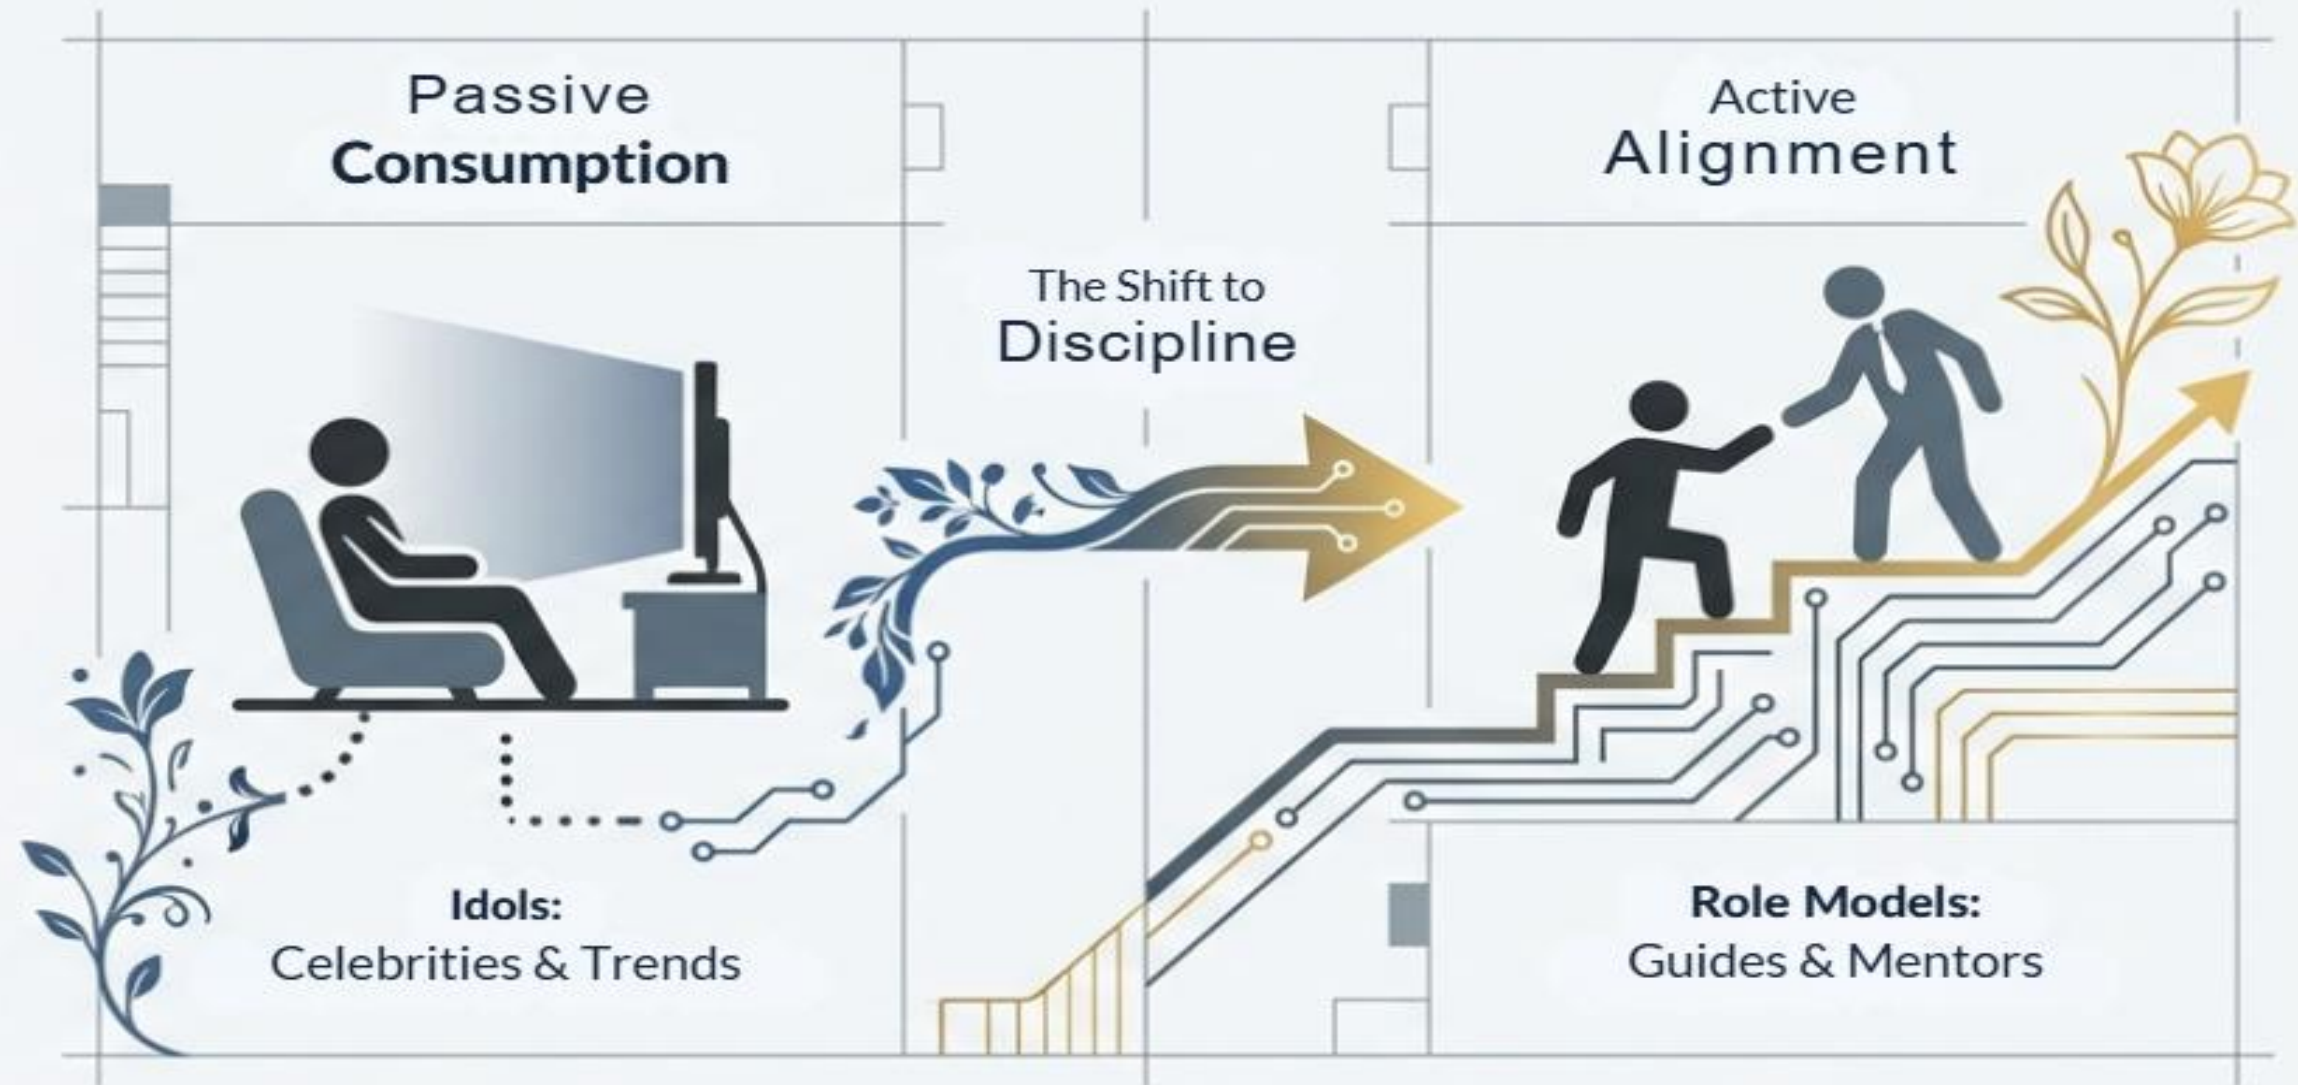 Passive
Consumption
The Shift to
Discipline
Active
Alignment
Idols:
Celebrities & Trends
Role Models:
Guides & Mentors